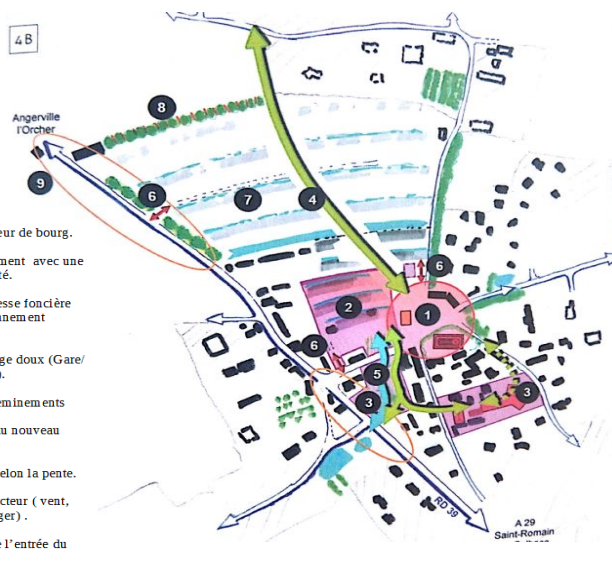 4B
Angerville
l'Orcher
8
9
6
7
4
6
2
1
6
5
3
3
RD 39
A 29
Saint-Romain
eur de bourg.
ment avec une
té.
esse foncière
nnement
ge doux (Gare/
).
eminements
u nouveau
elon la pente.
cteur ( vent,
ger) .
e l'entrée du